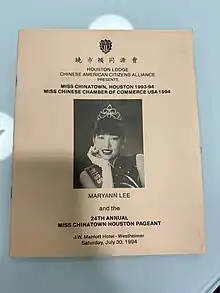 曉市頓同源會
HOUSTON LODGE
CHINESE AMERICAN CITIZENS ALLIANCE
PRESENTS
MISS CHINATOWN, HOUSTON 1993-94
MISS CHINESE CHAMBER OF COMMERCE USA 1994
MARYANN LEE
and the
24TH ANNUAL
MISS CHINATOWN HOUSTON PAGEANT
J.W. Marriott Hotel - Westheimer
Saturday, July 30, 1994